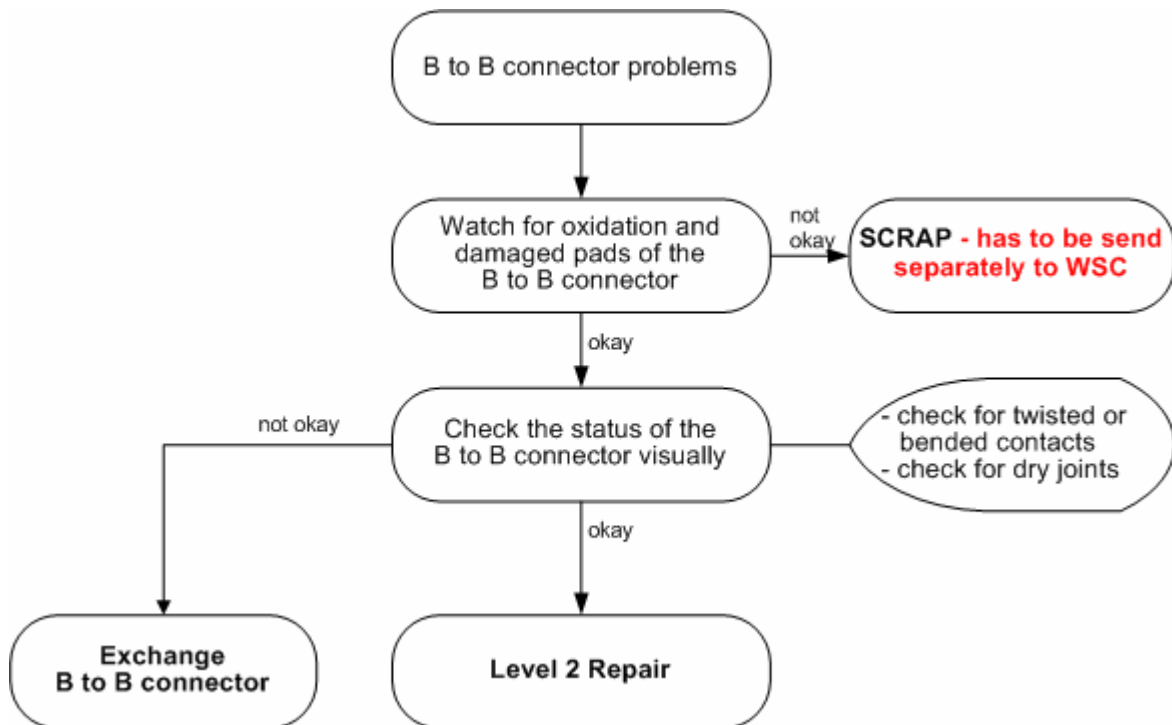 B to B connector problems
Watch for oxidation and
damaged pads of the
B to B connector
not
okay
SCRAP - has to be send
separately to WSC
okay
not okay
Check the status of the
B to B connector visually
- check for twisted or
bended contacts
- check for dry joints
okay
Exchange
B to B connector
Level 2 Repair